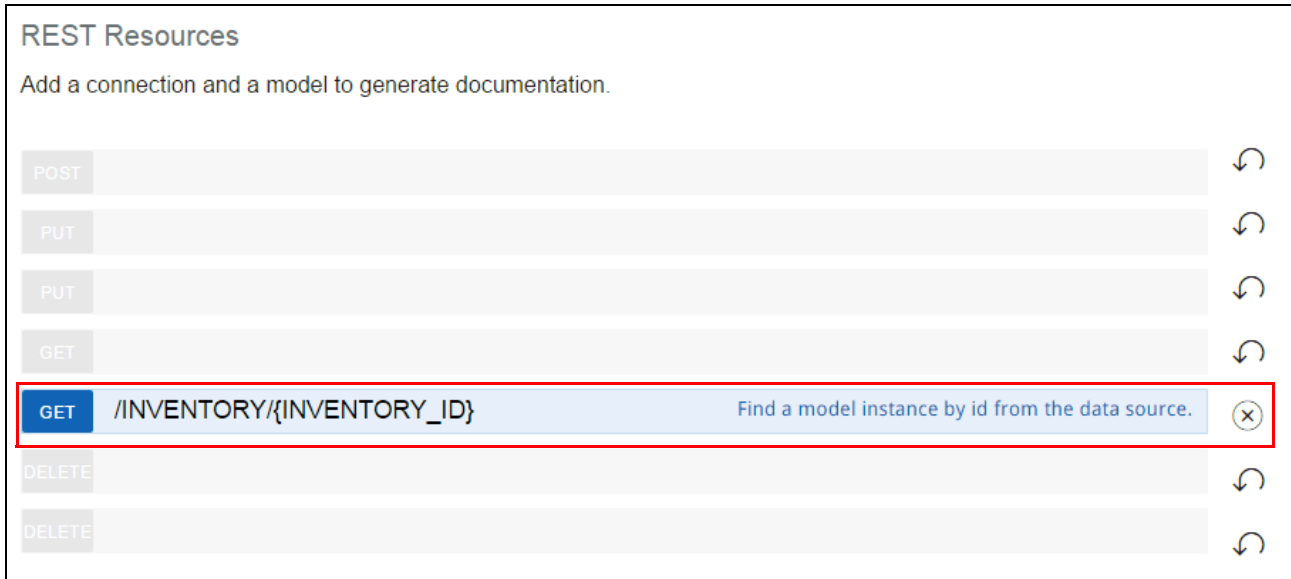 REST Resources
Add a connection and a model to generate documentation.
POST
PUT
PUT
GET
GET /INVENTORY/{INVENTORY_ID} Find a model instance by id from the data source.
DELETE
DELETE